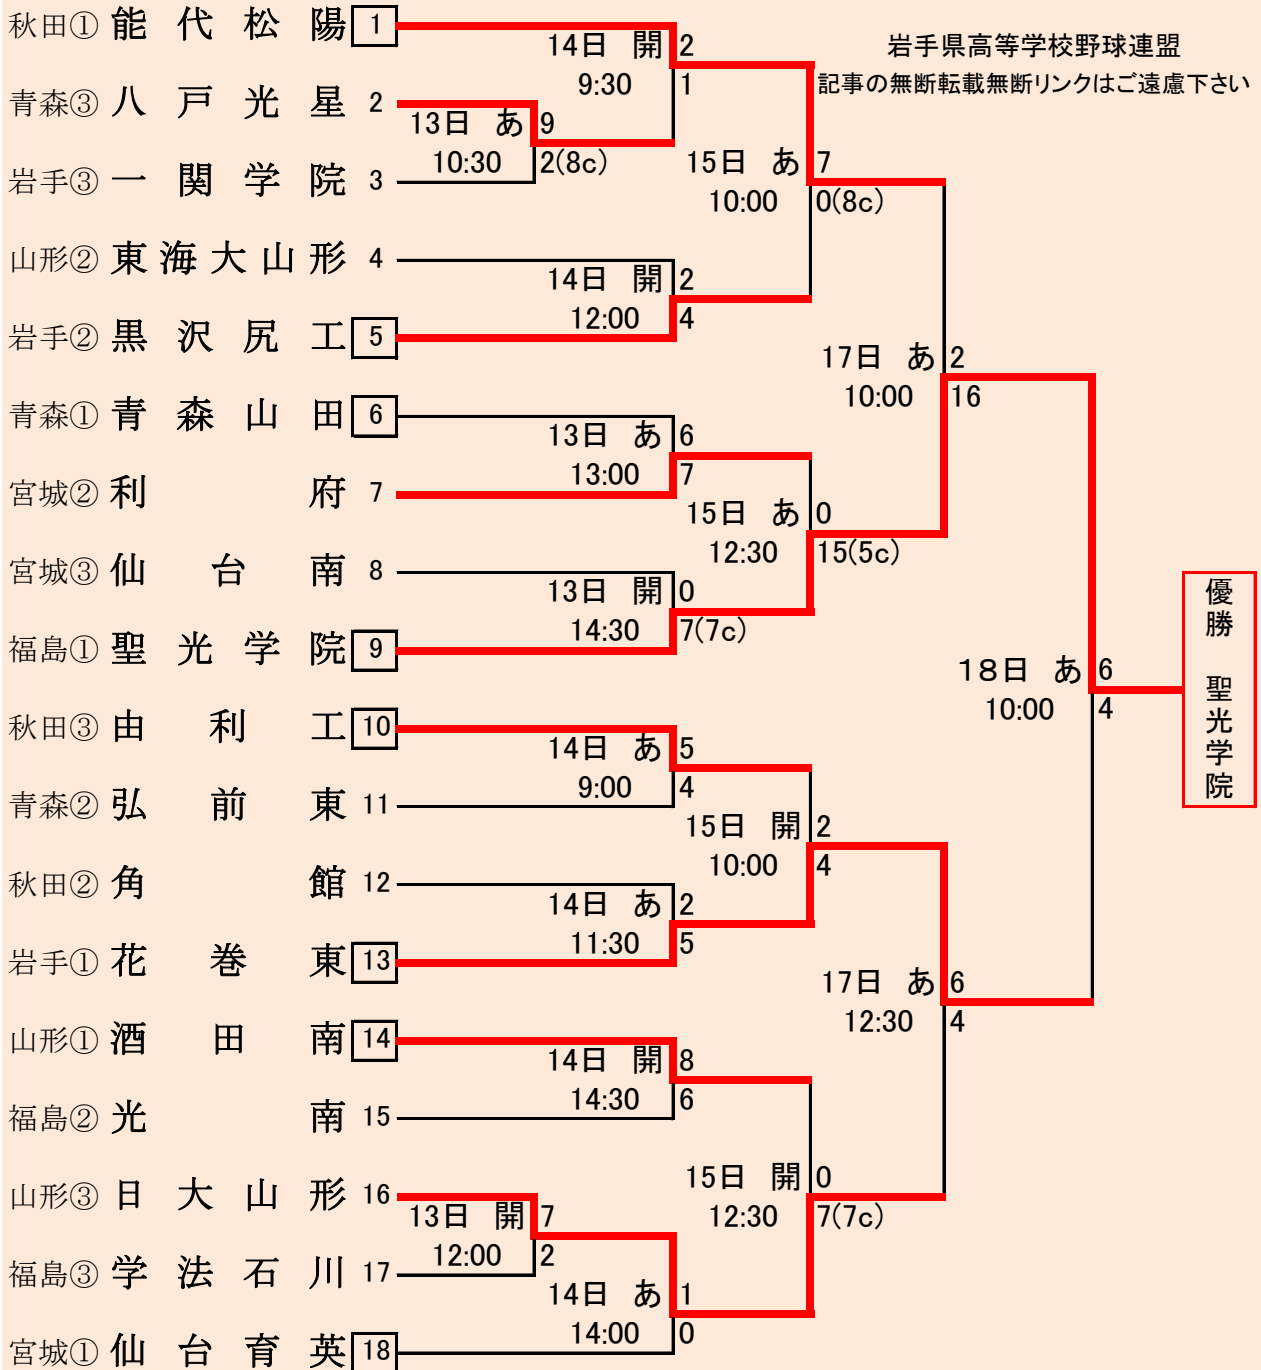 秋田① 能代松陽 1
14日 開 2
岩手県高等学校野球連盟
9:30 1
記事の無断転載無断リンクはご遠慮下さい
青森③ 八戸光星 2
13日 あ 9
10:30 2(8c)
岩手③ 一関学院 3
15日 あ 7
10:00 0(8c)
山形② 東海大山形 4
14日 開 2
12:00 4
岩手② 黒沢尻工 5
17日 あ 2
10:00 16
青森① 青森山田 6
13日 あ 6
13:00 7
宮城② 利府 7
15日 あ 0
12:30 15(5c)
宮城③ 仙台南 8
13日 開 0
14:30 7(7c)
福島① 聖光学院 9
18日 あ 6
10:00 4
優勝 聖光学院
秋田③ 由利工 10
14日 あ 5
9:00 4
青森② 弘前東 11
15日 開 2
10:00 4
秋田② 角館 12
14日 あ 2
11:30 5
岩手① 花巻東 13
17日 あ 6
12:30 4
山形① 酒田南 14
14日 開 8
14:30 6
福島② 光南 15
15日 開 0
12:30 7(7c)
山形③ 日大山形 16
13日 開 7
12:00 2
福島③ 学法石川 17
14日 あ 1
14:00 0
宮城① 仙台育英 18